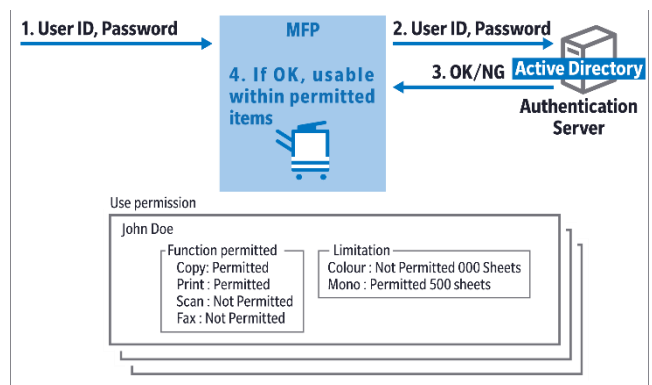 1. User ID, Password
MFP
2. User ID, Password
3. OK/NG
Active Directory
Authentication
Server
4. If OK, usable
within permitted
items
Use permission
John Doe
Function permitted
Copy: Permitted
Print : Permitted
Scan : Not Permitted
Fax : Not Permitted
Limitation
Colour : Not Permitted 000 Sheets
Mono : Permitted 500 sheets